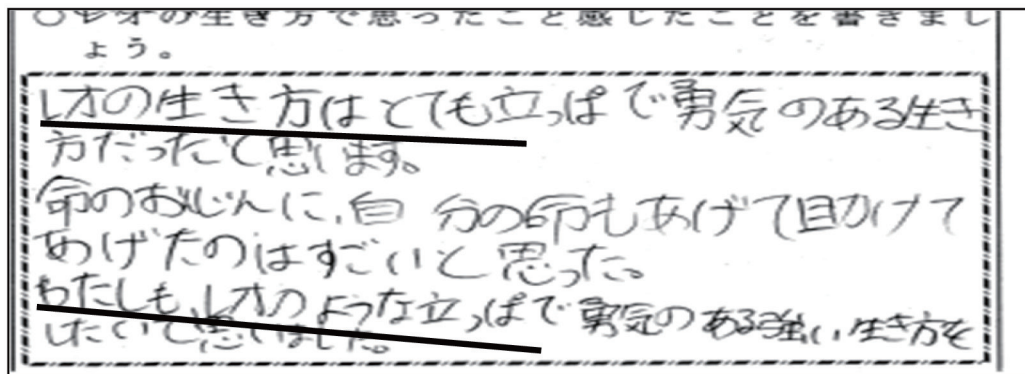 ○レオの生き方で思ったこと感じたことを書きまし
ょう。
レオの生き方はとても立っぱで勇気のある生き
方だったと思います。
命のおんじんに、自分の命もあげて助けて
あげたのはすごいと思った。
わたしも、レオのような立っぱで勇気のある強い生き方を
したいと思いました。